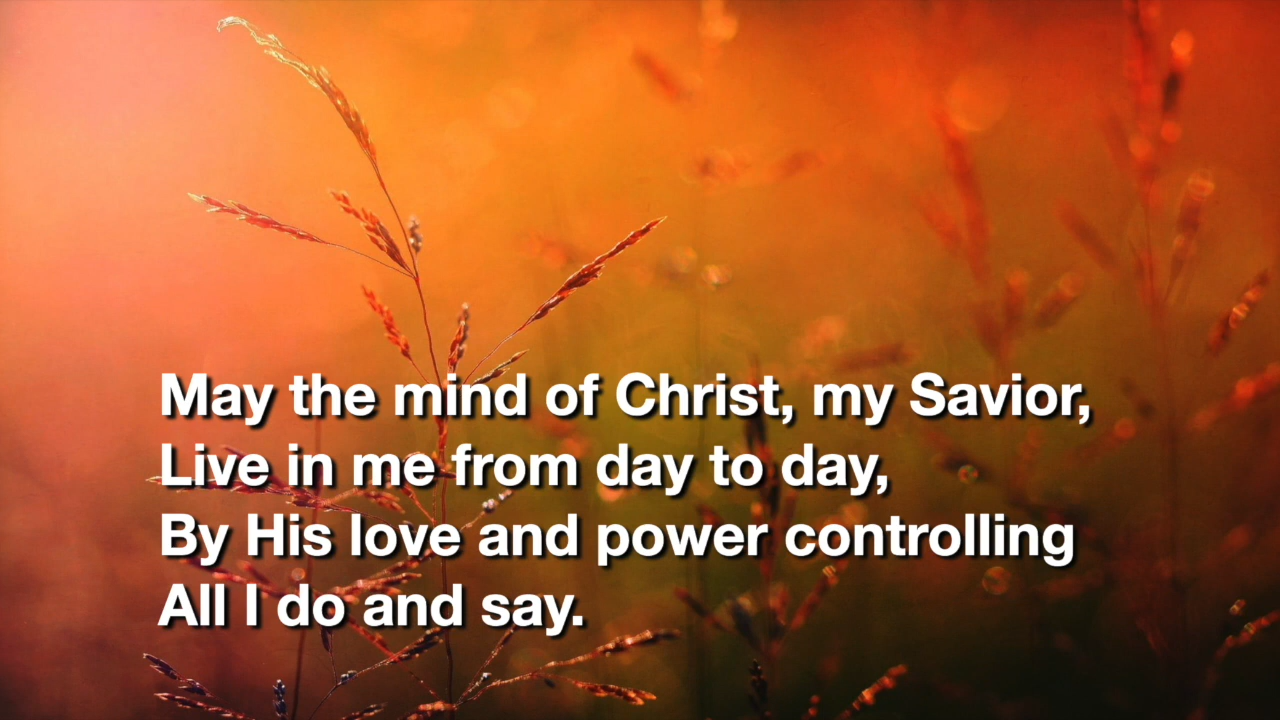 May the mind of Christ, my Savior,
Live in me from day to day,
By His love and power controlling
All I do and say.